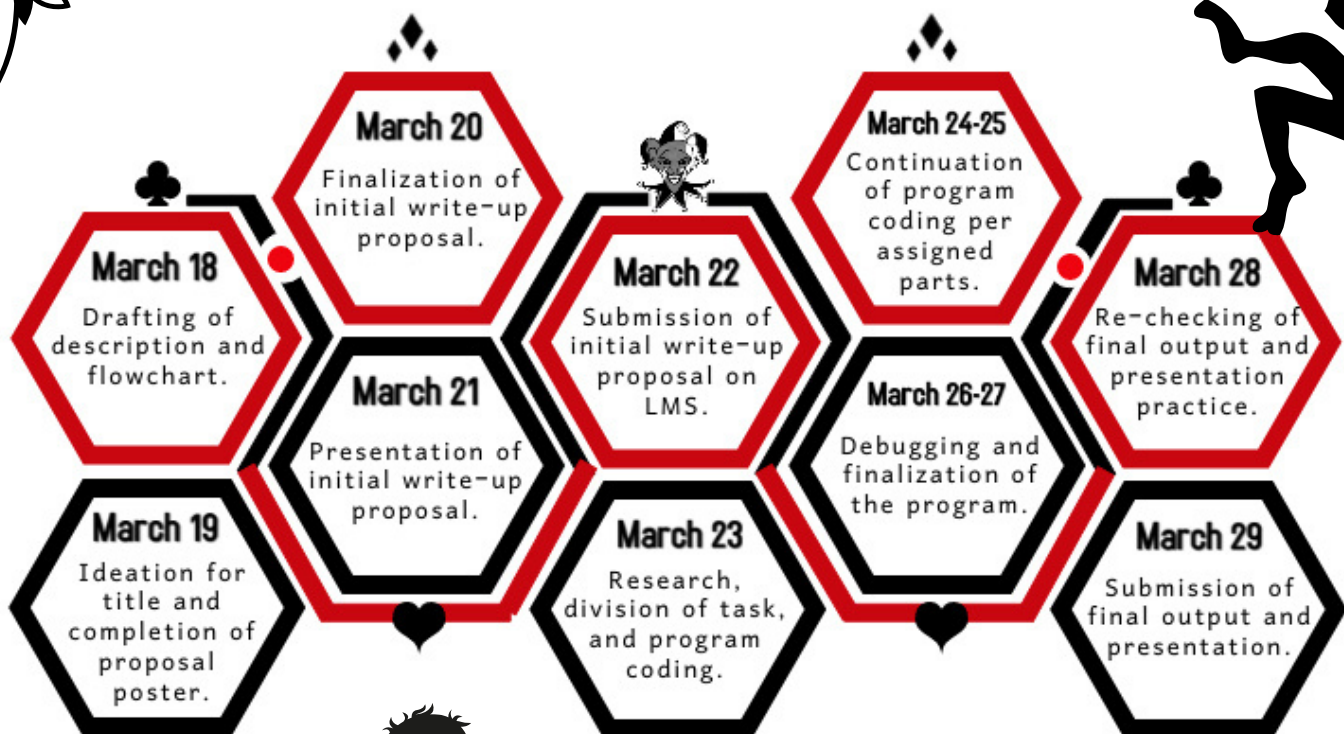 March 18
Drafting of
description and
flowchart.
March 19
Ideation for
title and
completion of
proposal
poster.
March 20
Finalization of
initial write-up
proposal.
March 21
Presentation of
initial write-up
proposal.
March 22
Submission of
initial write-up
proposal on
LMS.
March 23
Research,
division of task,
and program
coding.
March 24-25
Continuation
of program
coding per
assigned
parts.
March 26-27
Debugging and
finalization of
the program.
March 28
Re-checking of
final output and
presentation
practice.
March 29
Submission of
final output and
presentation.